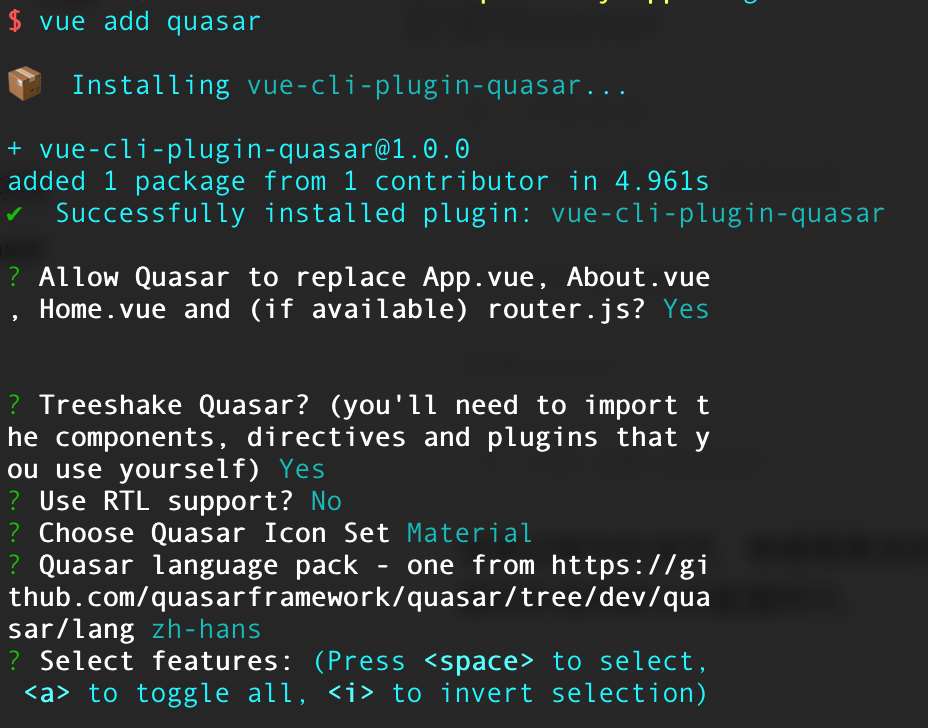 $ vue add quasar
📦 Installing vue-cli-plugin-quasar...
+ vue-cli-plugin-quasar@1.0.0
added 1 package from 1 contributor in 4.961s
✔ Successfully installed plugin: vue-cli-plugin-quasar
? Allow Quasar to replace App.vue, About.vue
, Home.vue and (if available) router.js? Yes
? Treeshake Quasar? (you'll need to import t
he components, directives and plugins that y
ou use yourself) Yes
? Use RTL support? No
? Choose Quasar Icon Set Material
? Quasar language pack - one from https://gi
thub.com/quasarframework/quasar/tree/dev/qua
sar/lang zh-hans
? Select features: (Press <space> to select,
<a> to toggle all, <i> to invert selection)